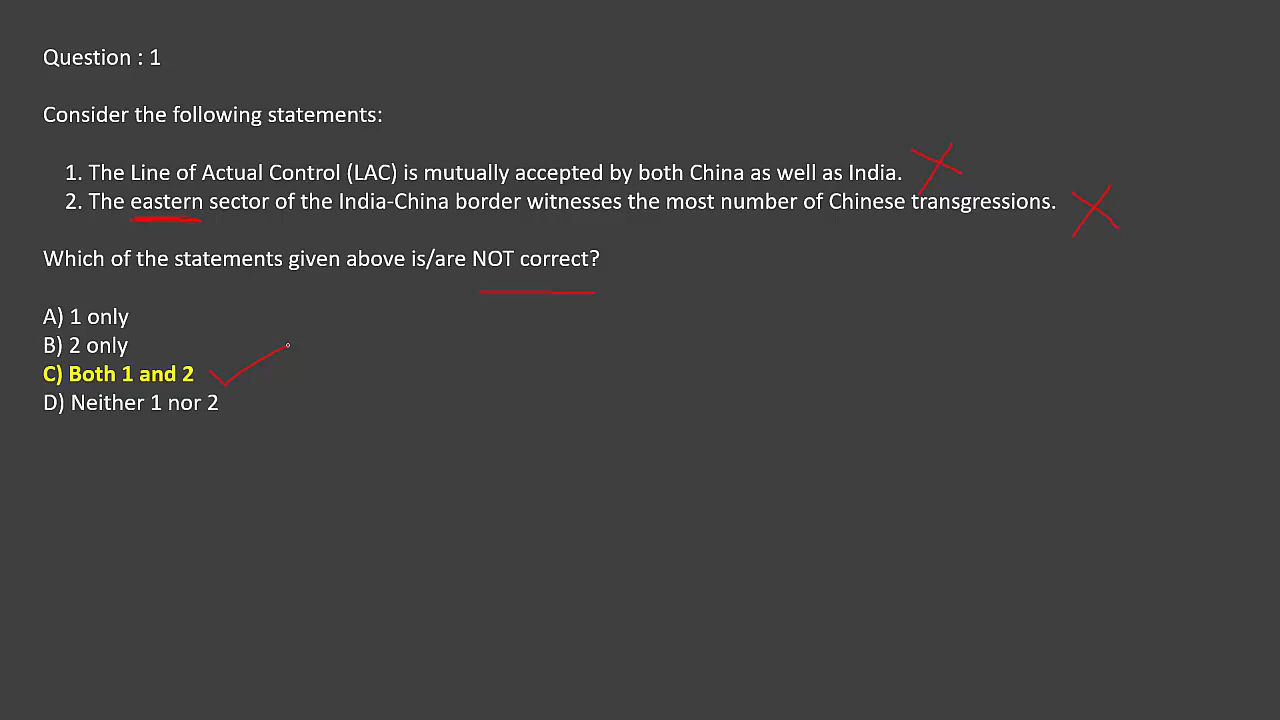 Question : 1
Consider the following statements:
1. The Line of Actual Control (LAC) is mutually accepted by both China as well as India.
2. The eastern sector of the India-China border witnesses the most number of Chinese transgressions.
Which of the statements given above is/are NOT correct?
A) 1 only
B) 2 only
C) Both 1 and 2
D) Neither 1 nor 2